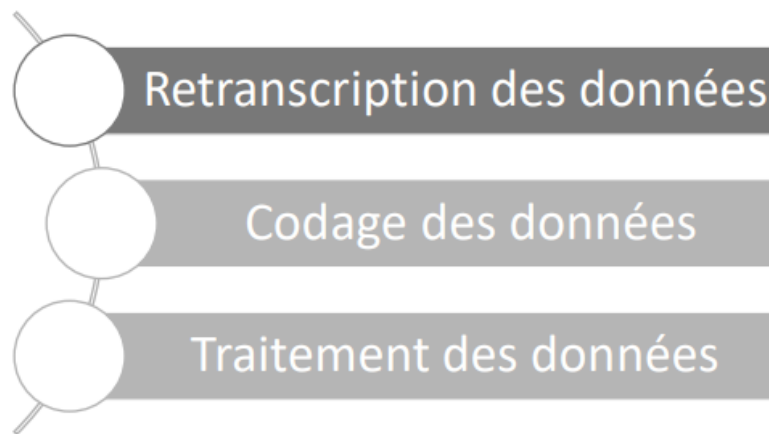 Retranscription des données
Codage des données
Traitement des données